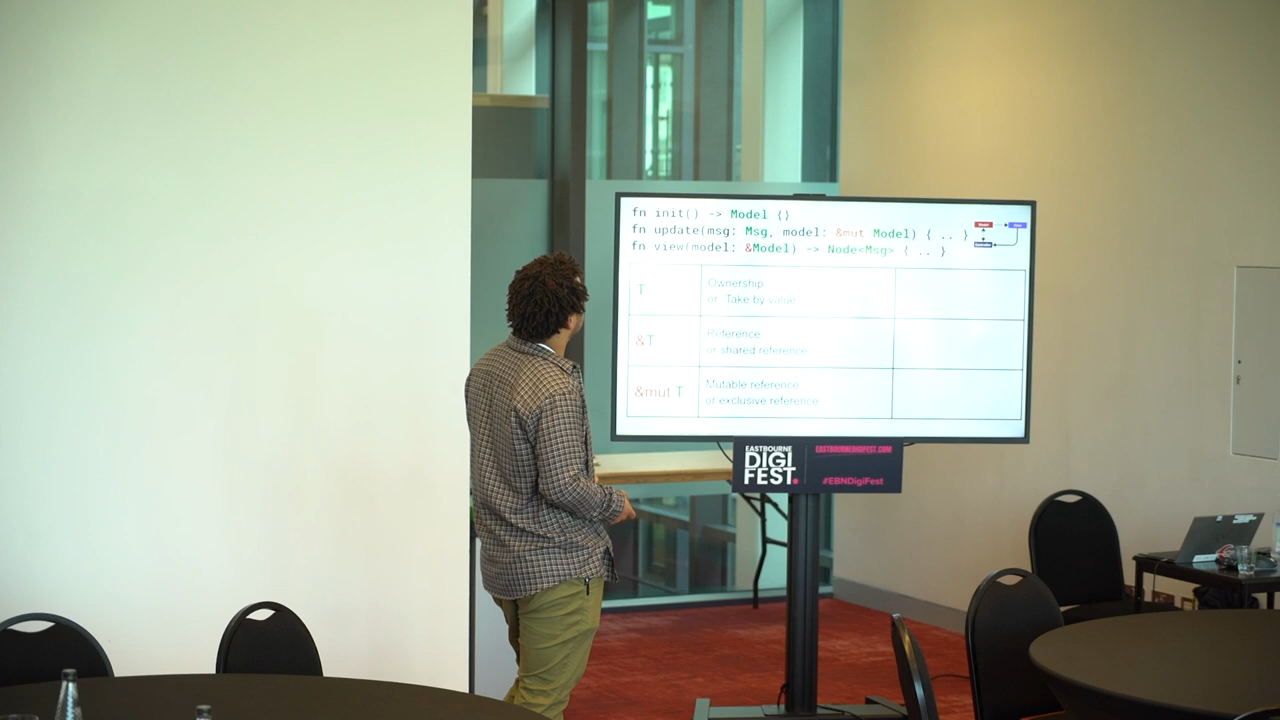 fn init() -> Model {}
fn update(msg: Msg, model: &mut Model) { .. }
fn view(model: &Model) -> Node<Msg> { .. }
T
Ownership
or Take by value
&T
Reference
or shared reference
&mut T
Mutable reference
or exclusive reference
EASTBOURNE
DIGI
FEST.
EASTBOURNEDIGIFEST.COM
#EBNDigiFest